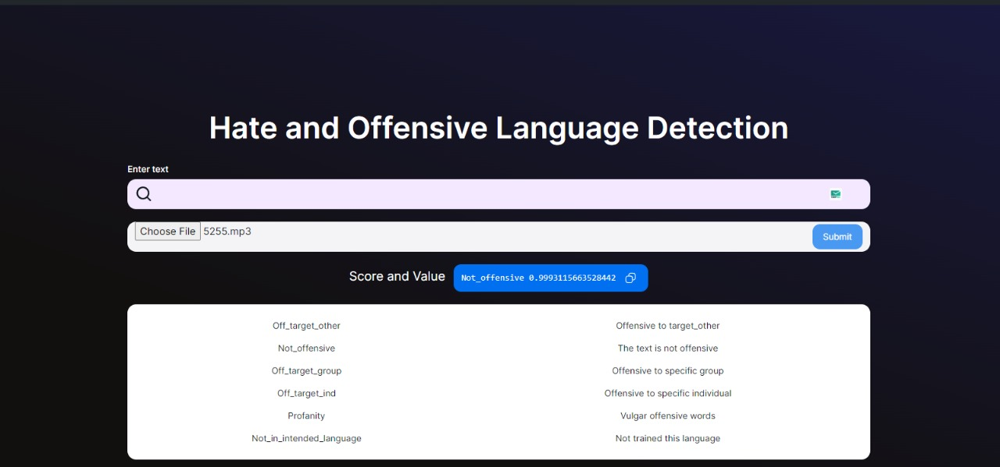 Hate and Offensive Language Detection
Enter text
Choose File 5255.mp3
Submit
Score and Value Not_offensive 0.9993115663528442
Off_target_other Offensive to target_other
Not_offensive The text is not offensive
Off_target_group Offensive to specific group
Off_target_ind Offensive to specific individual
Profanity Vulgar offensive words
Not_in_intended_language Not trained this language